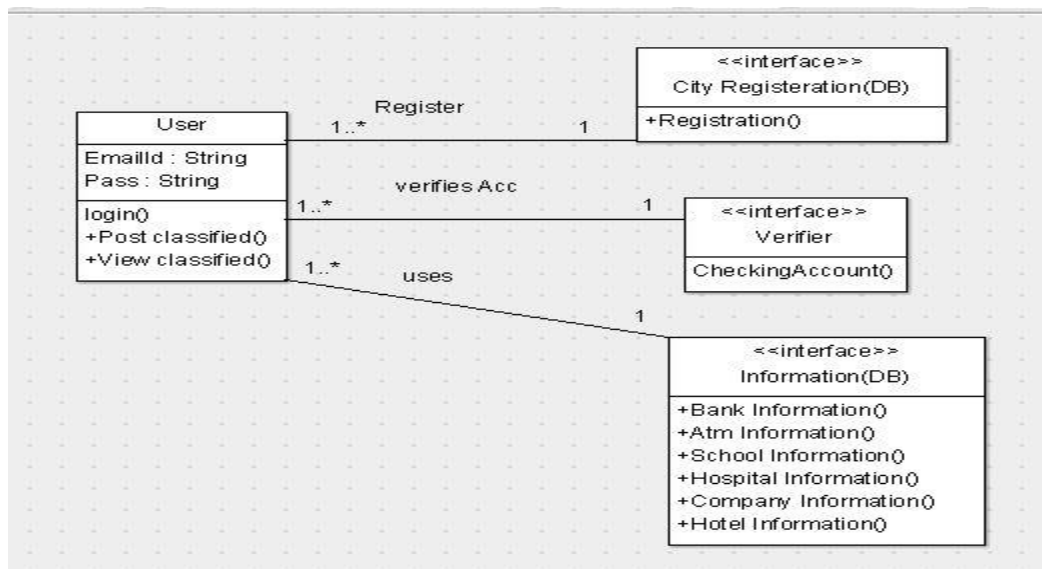 <<interface>>
City Registeration(DB)
+Registration()
Register
1..*
1
User
EmailId : String
Pass : String
login()
+Post classified()
+View classified()
verifies Acc
1..*
1
<<interface>>
Verifier
CheckingAccount()
1..*
uses
1
<<interface>>
Information(DB)
+Bank Information()
+Atm Information()
+School Information()
+Hospital Information()
+Company Information()
+Hotel Information()